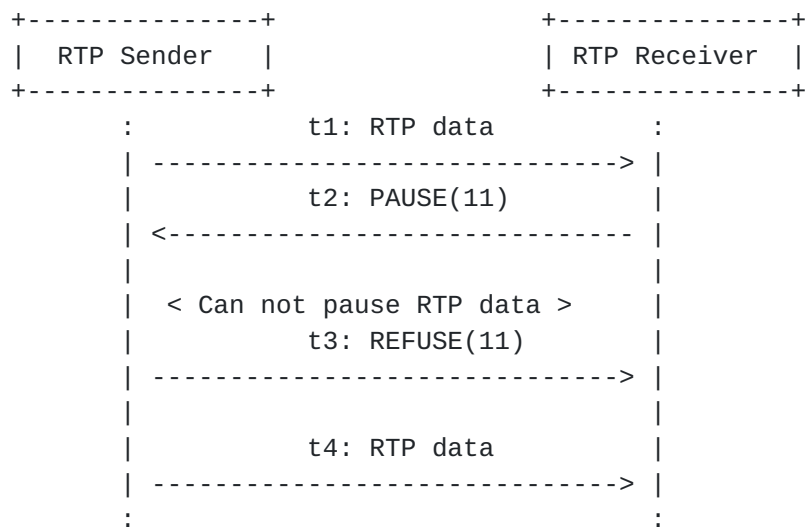 RTP Sender RTP Receiver
t1: RTP data
t2: PAUSE(11)
< Can not pause RTP data >
t3: REFUSE(11)
t4: RTP data